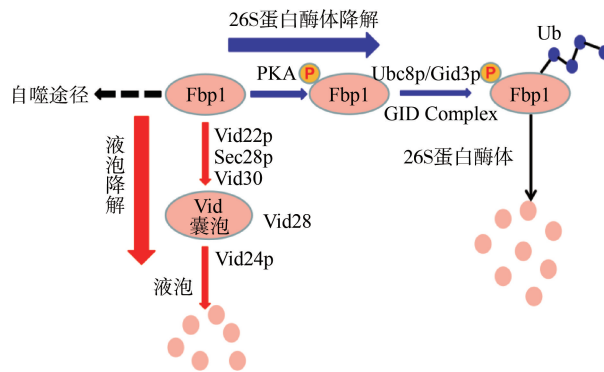 26S蛋白酶体降解
Ub
PKA
P
Ubc8p/Gid3p
P
自噬途径
Fbp1
Fbp1
Fbp1
GID Complex
液泡降解
Vid22p
Sec28p
Vid30
26S蛋白酶体
Vid
囊泡
Vid28
Vid24p
液泡